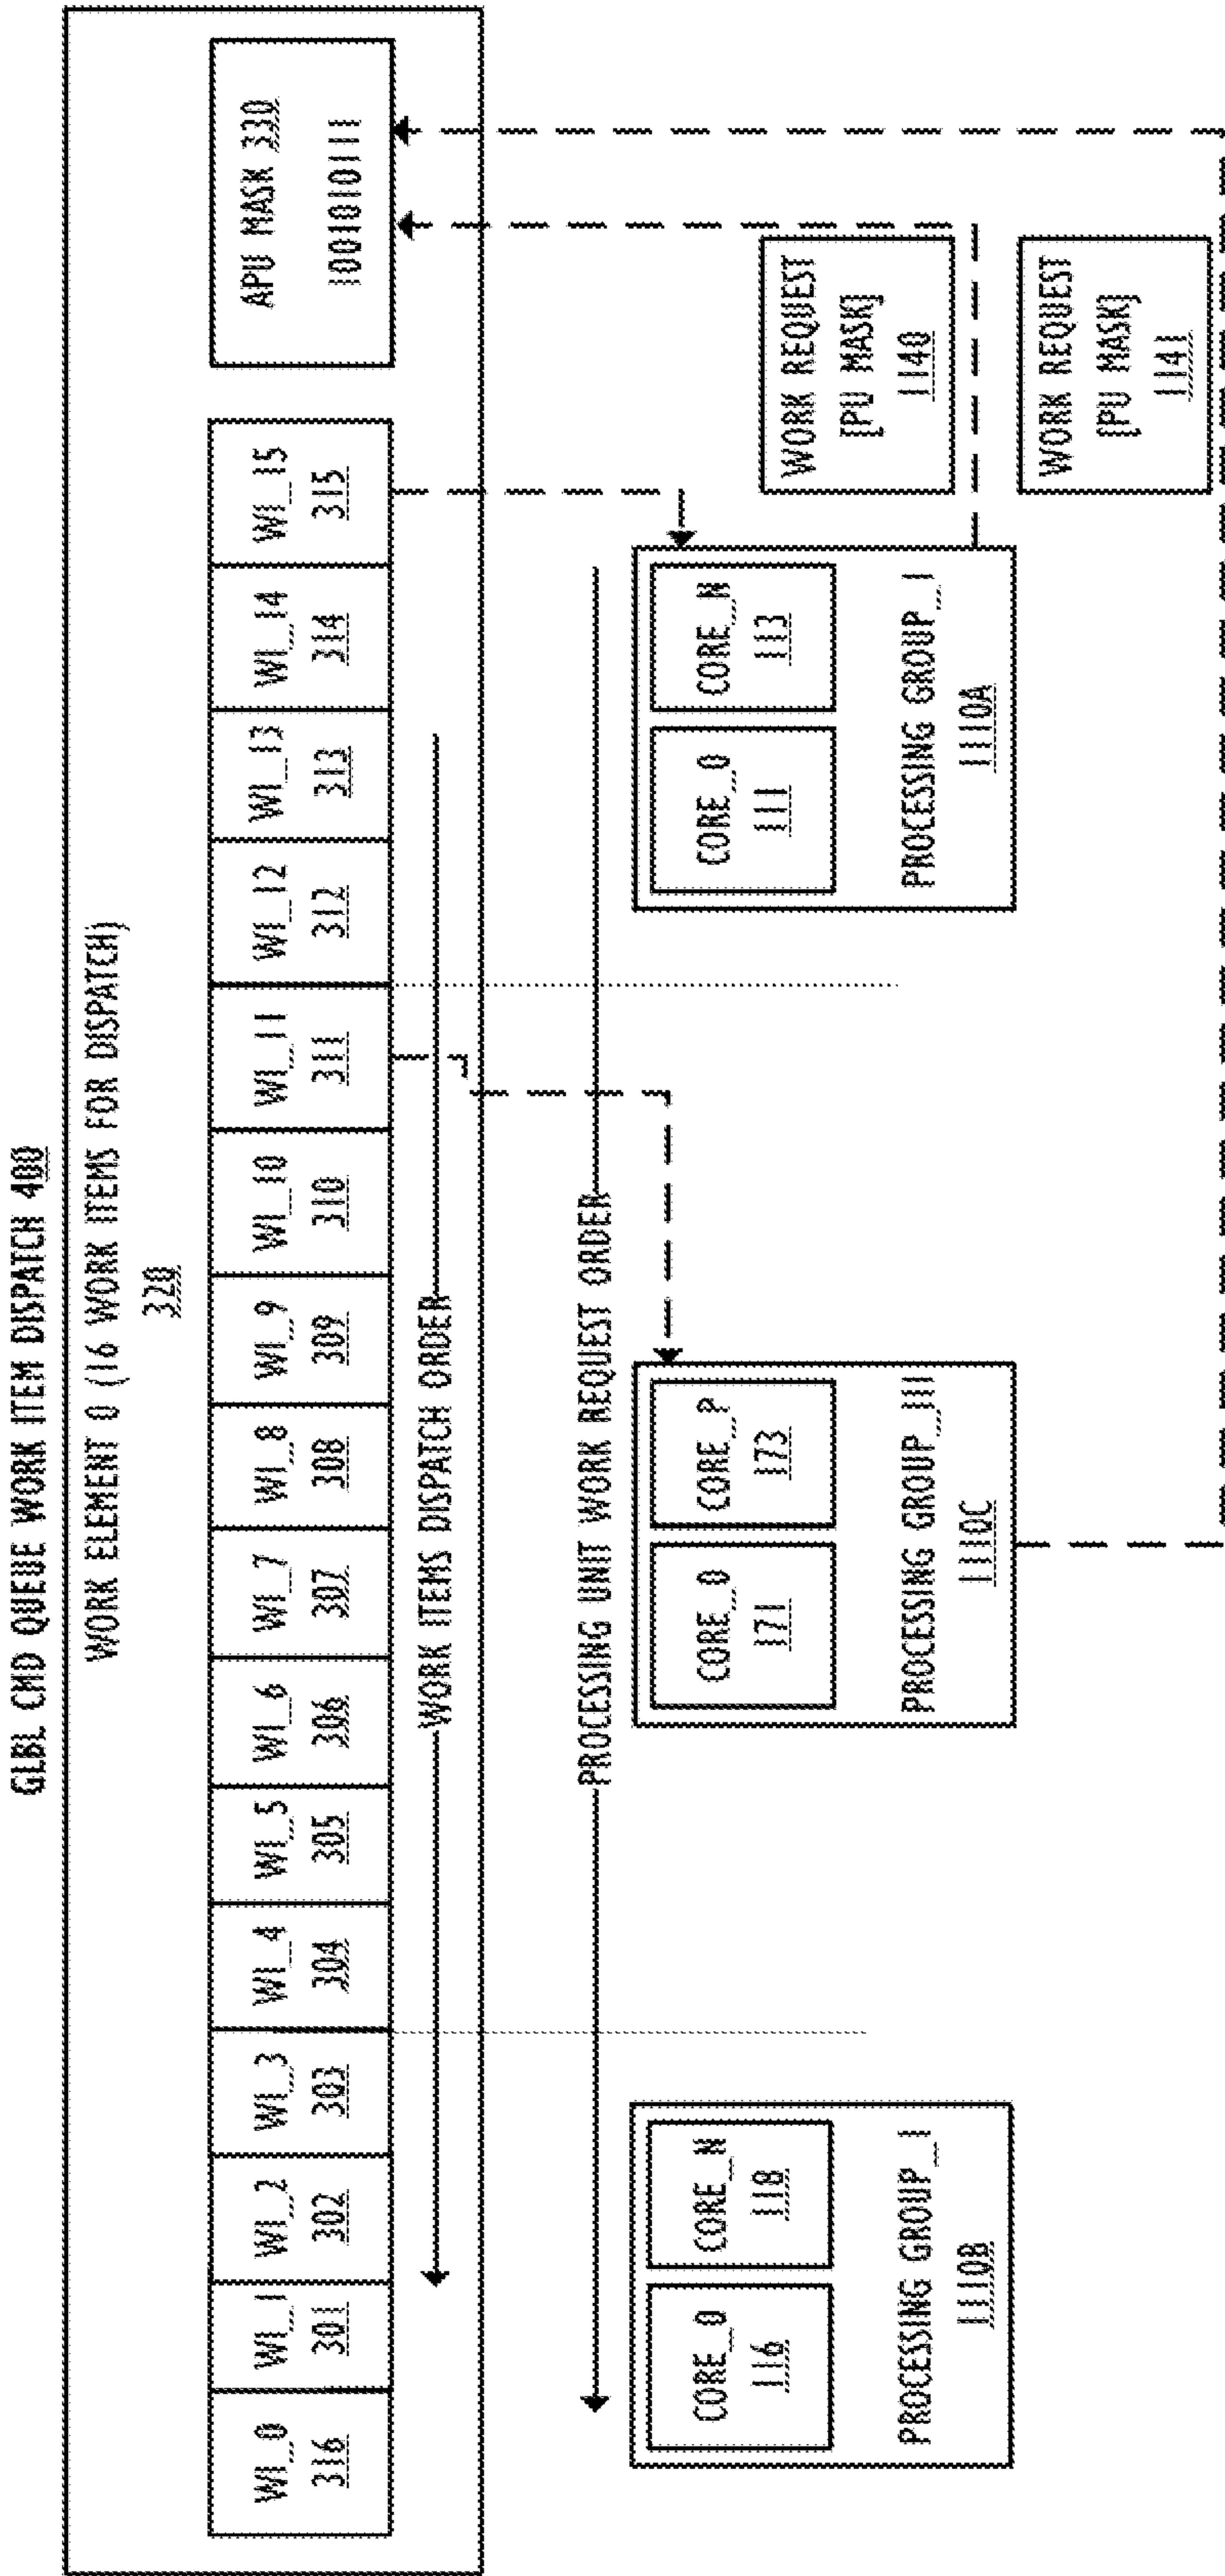 GLBL CMD QUEUE WORK ITEM DISPATCH 400
WORK ELEMENT 0 (16 WORK ITEMS FOR DISPATCH)
320
WI_0
316
WI_1
301
WI_2
302
WI_3
303
WI_4
304
WI_5
305
WI_6
306
WI_7
307
WI_8
308
WI_9
309
WI_10
310
WI_11
311
WI_12
312
WI_13
313
WI_14
314
WI_15
315
APU MASK 330
1001010111
WORK ITEMS DISPATCH ORDER
PROCESSING UNIT WORK REQUEST ORDER
CORE_0
116
CORE_N
118
PROCESSING GROUP_I
1110B
CORE_0
171
CORE_P
173
PROCESSING GROUP_III
1110C
CORE_0
111
CORE_N
113
PROCESSING GROUP_I
1110A
WORK REQUEST
[PU MASK]
1140
WORK REQUEST
[PU MASK]
1141